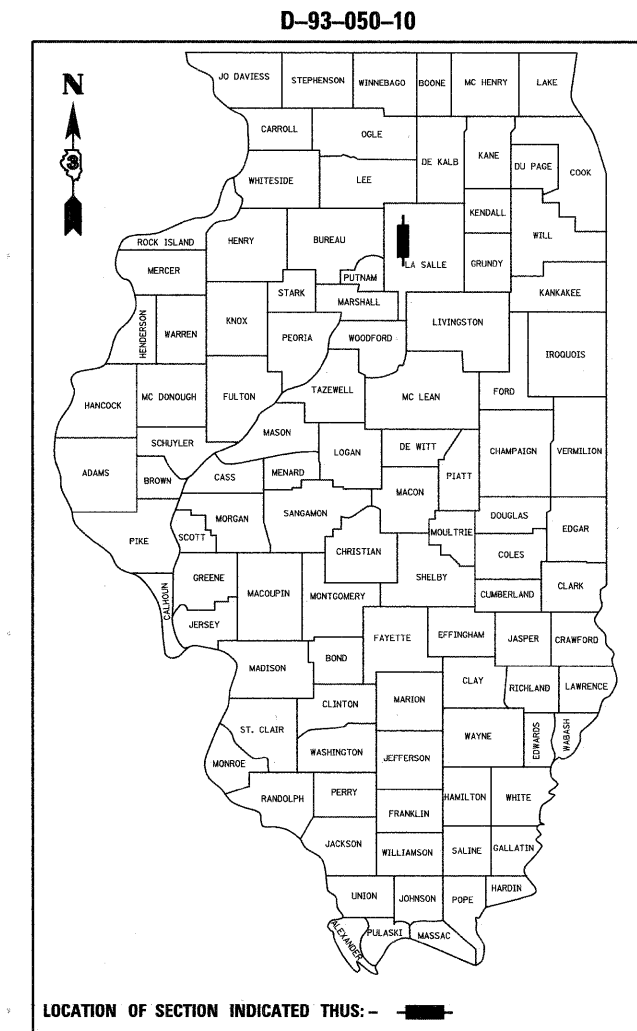 D-93-050-10
JO DAVIESS STEPHENSON WINNEBAGO BOONE MC HENRY LAKE
N
CARROLL OGLE
3
DE KALB KANE DU PAGE COOK
WHITESIDE LEE
KENDALL
ROCK ISLAND HENRY BUREAU WILL
MERCER PUTNAM LA SALLE GRUNDY
STARK MARSHALL KANKAKEE
HENDERSON WARREN KNOX PEORIA WOODFORD LIVINGSTON
IROQUOIS
HANCOCK MC DONOUGH FULTON TAZEWELL MC LEAN FORD
MASON
SCHUYLER LOGAN DE WITT CHAMPAIGN VERMILION
ADAMS BROWN CASS MENARD PIATT
MACON
MORGAN SANGAMON DOUGLAS
PIKE SCOTT CHRISTIAN MOULTRIE COLES EDGAR
GREENE MACOUPIN MONTGOMERY SHELBY CUMBERLAND CLARK
CALHOUN JERSEY
FAYETTE EFFINGHAM JASPER CRAWFORD
MADISON BOND
CLINTON MARION CLAY RICHLAND LAWRENCE
ST. CLAIR WAYNE EDWARDS WABASH
WASHINGTON JEFFERSON
MONROE
RANDOLPH PERRY HAMILTON WHITE
FRANKLIN
JACKSON WILLIAMSON SALINE GALLATIN
UNION JOHNSON POPE HARDIN
ALEXANDER PULASKI MASSAC
LOCATION OF SECTION INDICATED THUS: -